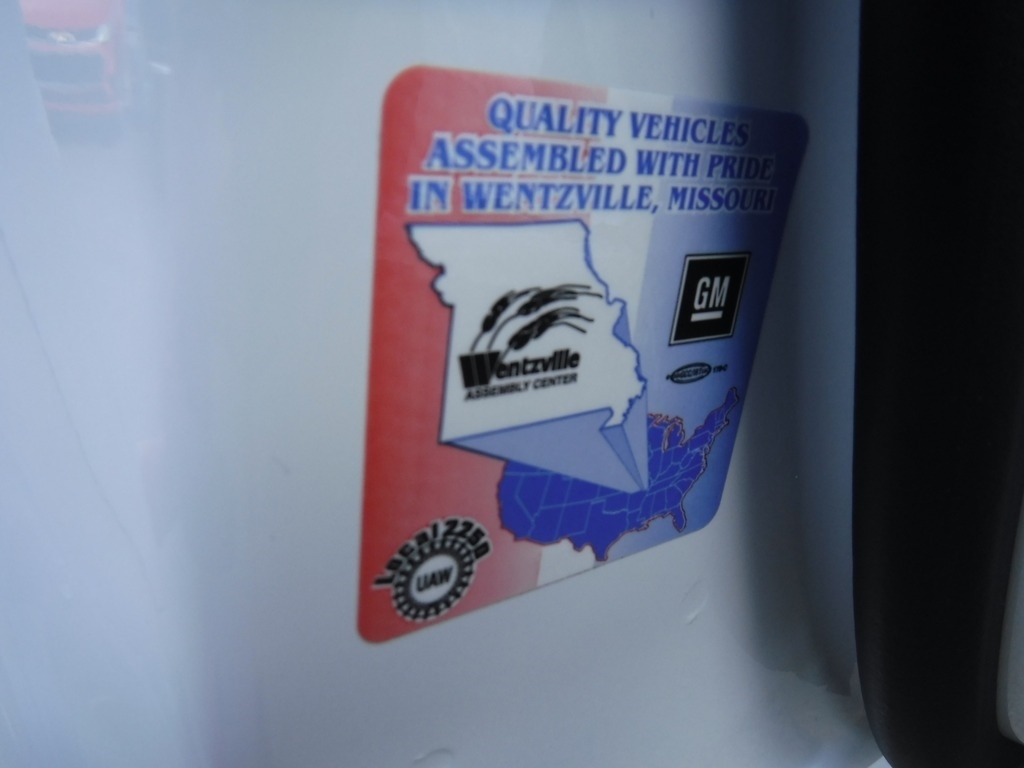 QUALITY VEHICLES
ASSEMBLED WITH PRIDE
IN WENTZVILLE, MISSOURI
GM
Wentzville
ASSEMBLY CENTER
Local 2250
UAW